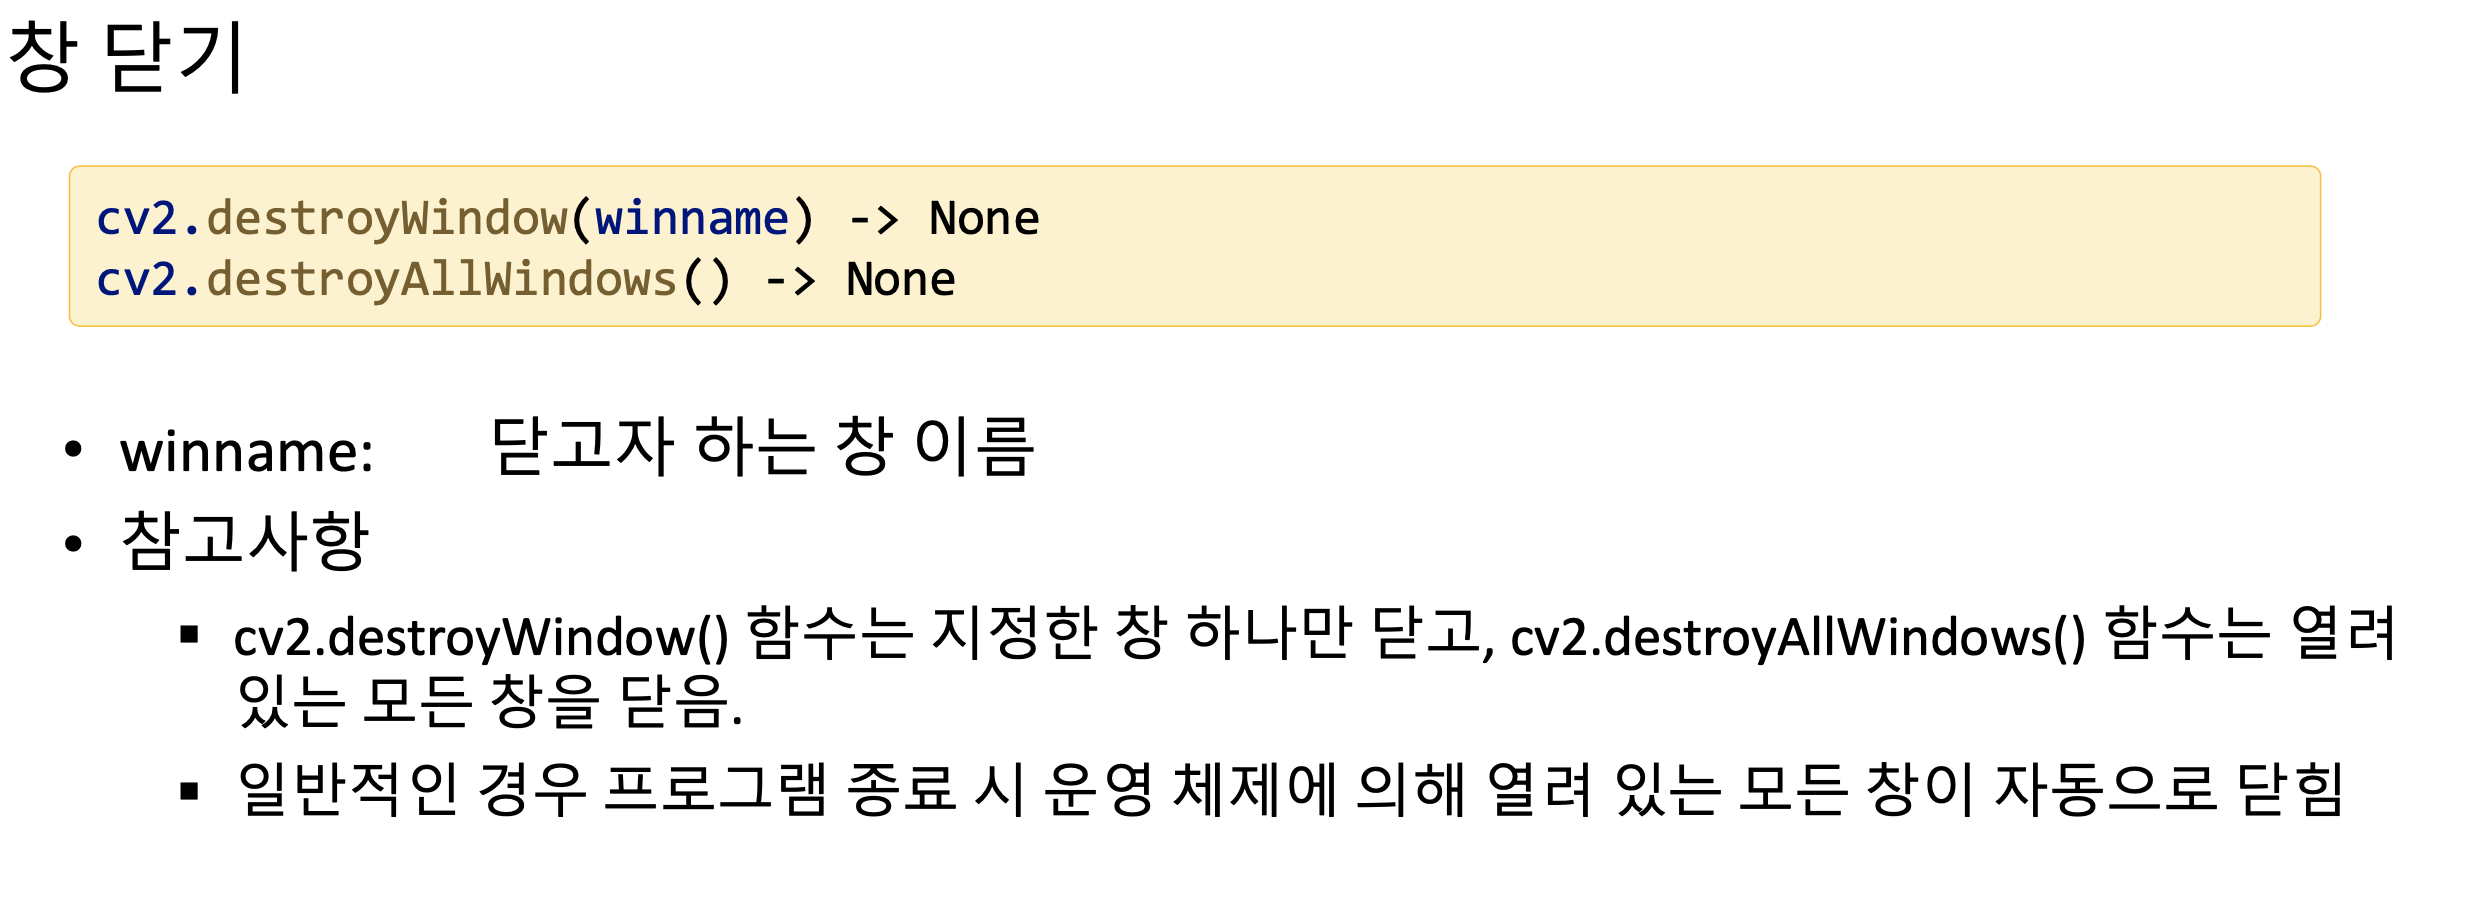 창 닫기
cv2.destroyWindow(winname) -> None
cv2.destroyAllWindows() -> None
• winname: 닫고자 하는 창 이름
• 참고사항
▪ cv2.destroyWindow() 함수는 지정한 창 하나만 닫고, cv2.destroyAllWindows() 함수는 열려
있는 모든 창을 닫음.
▪ 일반적인 경우 프로그램 종료 시 운영 체제에 의해 열려 있는 모든 창이 자동으로 닫힘